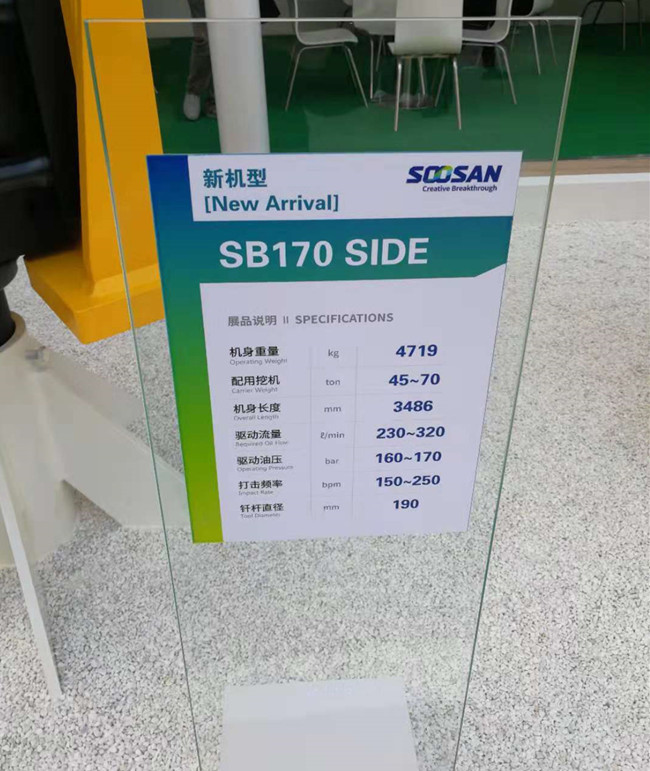 新机型
[New Arrival]
SOOSAN
Creative Breakthrough
SB170 SIDE
展品说明 II SPECIFICATIONS
机身重量 kg 4719
Operating Weight
配用挖机 ton 45~70
Carrier Weight
机身长度 mm 3486
Overall Length
驱动流量 ℓ/min 230~320
Required Oil Flow
驱动油压 bar 160~170
Operating Pressure
打击频率 bpm 150~250
Impact Rate
钎杆直径 mm 190
Tool Diameter